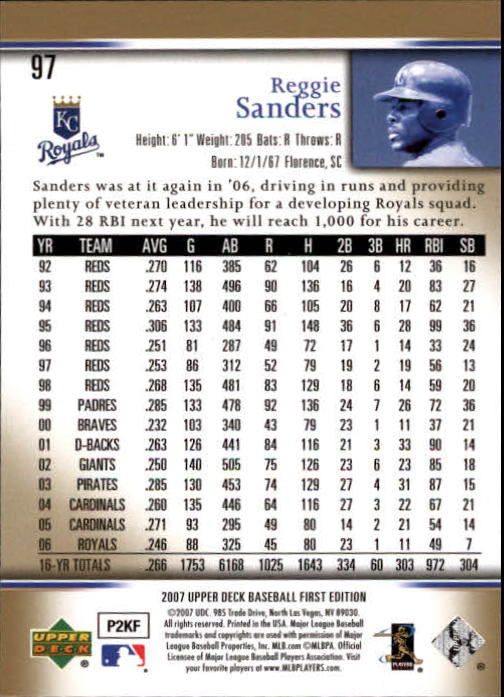 97
Reggie
Sanders
KC
Royals
Height: 6' 1" Weight: 205 Bats: R Throws: R
Born: 12/1/67 Florence, SC
Sanders was at it again in '06, driving in runs and providing
plenty of veteran leadership for a developing Royals squad.
With 28 RBI next year, he will reach 1,000 for his career.
YR TEAM AVG G AB R H 2B 3B HR RBI SB
92 REDS .270 116 385 62 104 26 6 12 36 16
93 REDS .274 138 496 90 136 16 4 20 83 27
94 REDS .263 107 400 66 105 20 8 17 62 21
95 REDS .306 133 484 91 148 36 6 28 99 36
96 REDS .251 81 287 49 72 17 1 14 33 24
97 REDS .253 86 312 52 79 19 2 19 56 13
98 REDS .268 135 481 83 129 18 6 14 59 20
99 PADRES .285 133 478 92 136 24 7 26 72 36
00 BRAVES .232 103 340 43 79 23 1 11 37 21
01 D-BACKS .263 126 441 84 116 21 3 33 90 14
02 GIANTS .250 140 505 75 126 23 6 23 85 18
03 PIRATES .285 130 453 74 129 27 4 31 87 15
04 CARDINALS .260 135 446 64 116 27 3 22 67 21
05 CARDINALS .271 93 295 49 80 14 2 21 54 14
06 ROYALS .246 88 325 45 80 23 1 11 49 7
16-YR TOTALS .266 1753 6168 1025 1643 334 60 303 972 304
2007 UPPER DECK BASEBALL FIRST EDITION
©2007 UDC. 985 Trade Drive, North Las Vegas, NV 89030.
All rights reserved. Printed in the USA. Major League Baseball
trademarks and copyrights are used with permission of Major
League Baseball Properties, Inc. MLB.com ©MLBPA. Official
Licensee of Major League Baseball Players Association. Visit
your favorite players at www.MLBPLAYERS.com.
P2KF
UPPER
DECK
PLAYERS